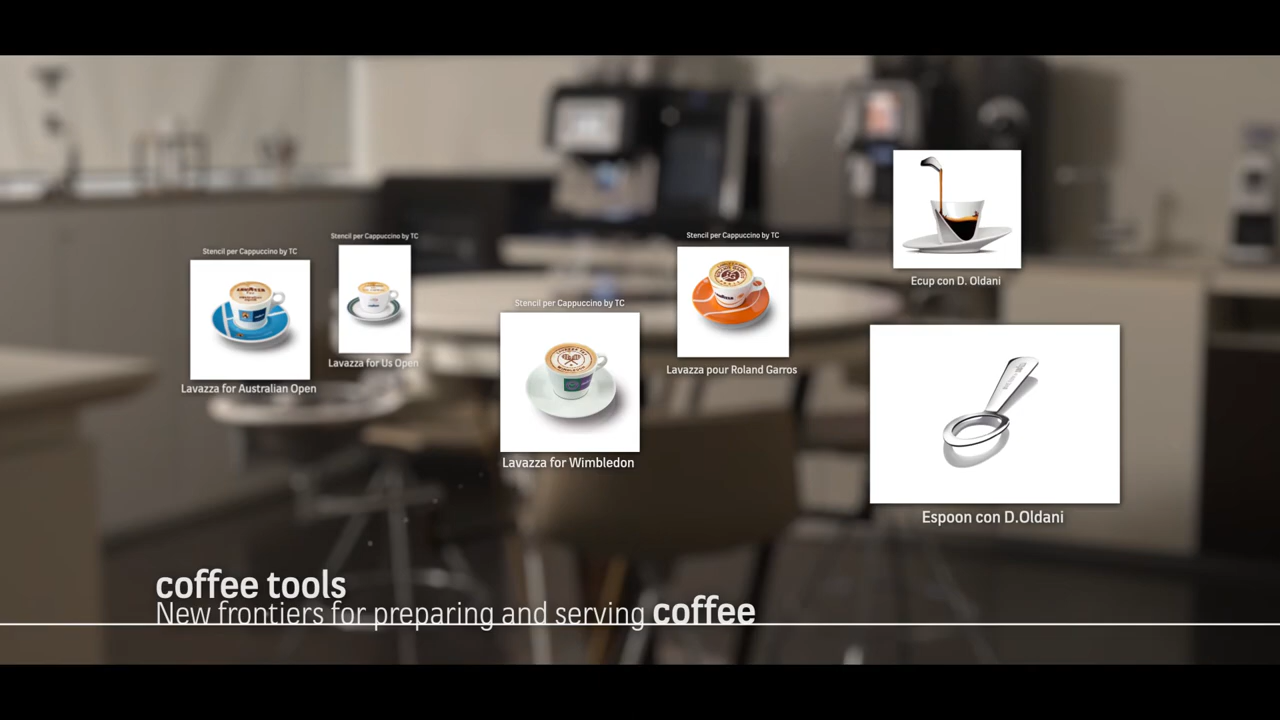 Stencil per Cappuccino by TC
Lavazza for Australian Open
Stencil per Cappuccino by TC
Lavazza for Us Open
Stencil per Cappuccino by TC
Lavazza for Wimbledon
Stencil per Cappuccino by TC
Lavazza pour Roland Garros
Ecup con D. Oldani
Espoon con D.Oldani
coffee tools
New frontiers for preparing and serving coffee